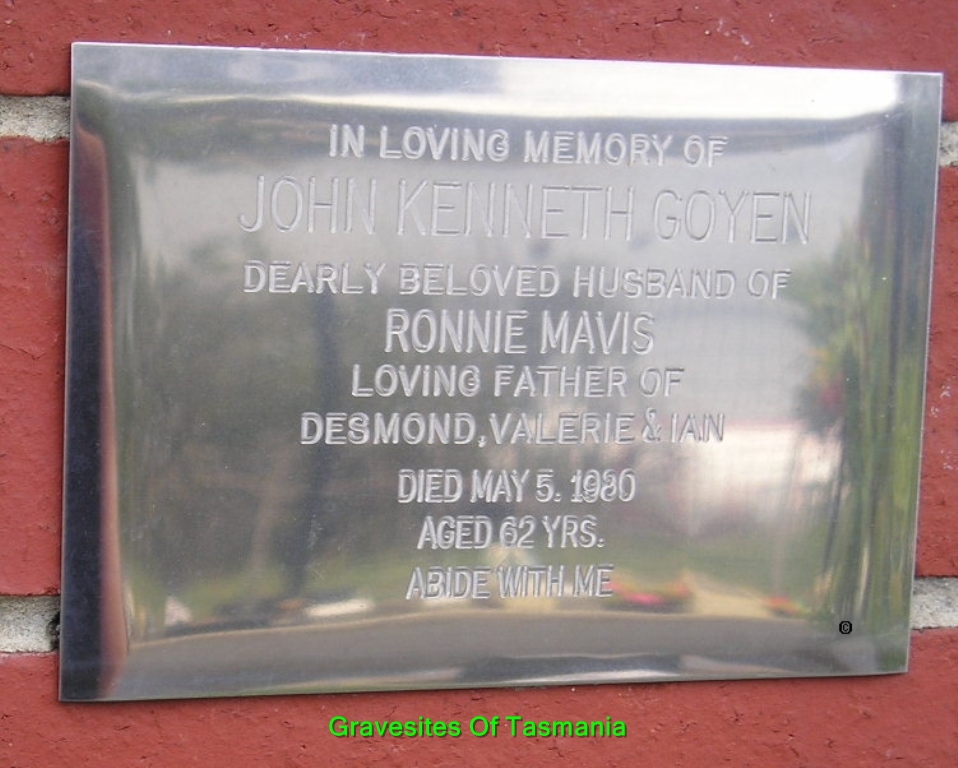 IN LOVING MEMORY OF
JOHN KENNETH GOYEN
DEARLY BELOVED HUSBAND OF
RONNIE MAVIS
LOVING FATHER OF
DESMOND, VALERIE & IAN
DIED MAY 5. 1980
AGED 62 YRS.
ABIDE WITH ME
©
Gravesites Of Tasmania